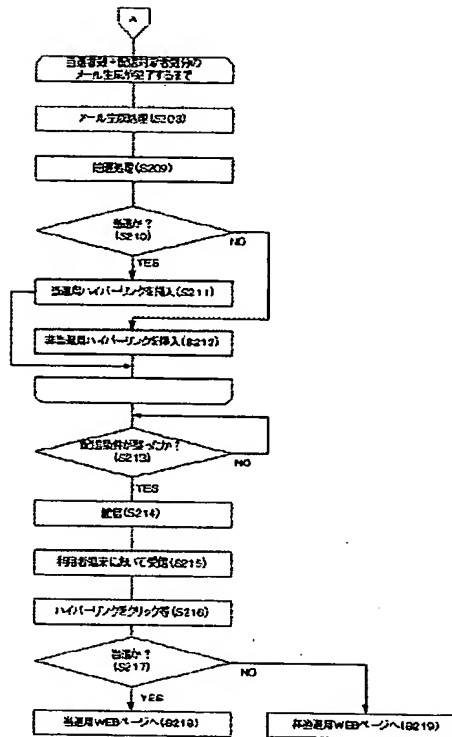 A
当選者数＋配送対象者気分の
メール生成が完了するまで
メール生成処理(S208)
抽選処理(S209)
当選か？
(S210)
NO
YES
当選用ハイパーリンクを挿入(S211)
非当選用ハイパーリンクを挿入(S212)
配送条件が整ったか？
(S213)
NO
YES
配信(S214)
利用者端末において受信(S215)
ハイパーリンクをクリック等(S216)
当選か？
(S217)
NO
YES
当選用WEBページへ(S218)
非当選用WEBページへ(S219)